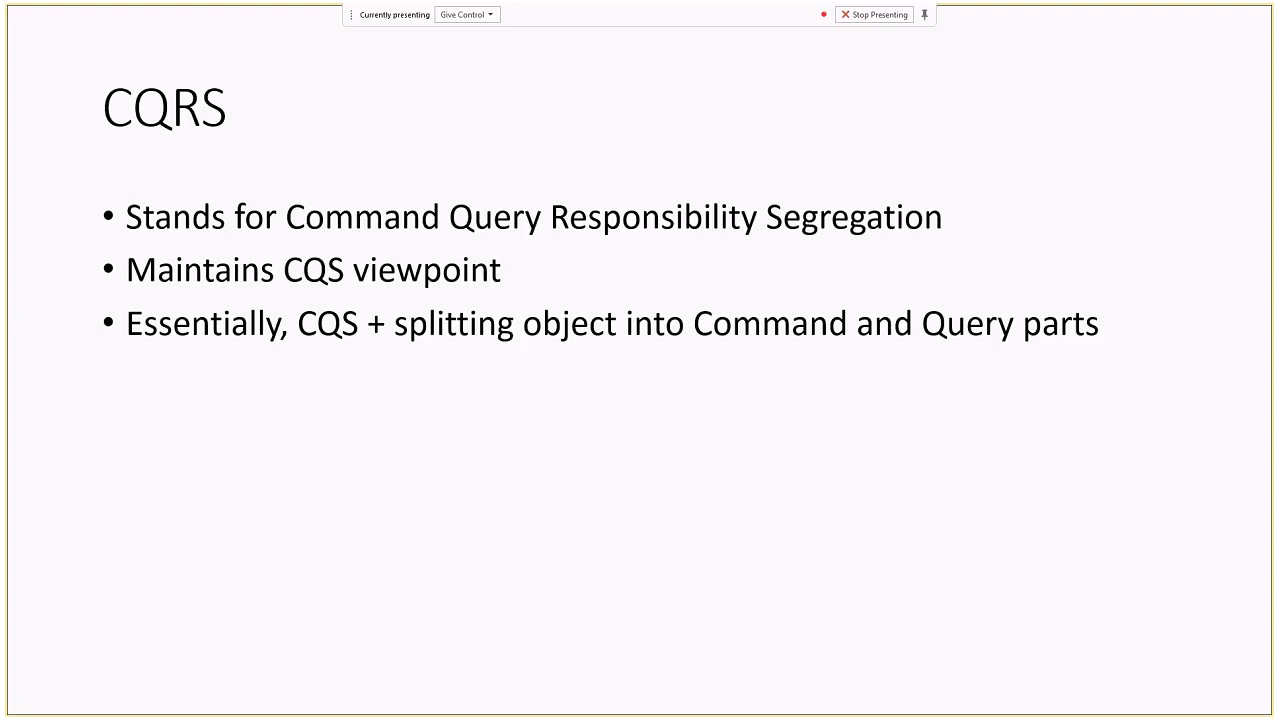 Currently presenting Give Control Stop Presenting
CQRS
• Stands for Command Query Responsibility Segregation
• Maintains CQS viewpoint
• Essentially, CQS + splitting object into Command and Query parts